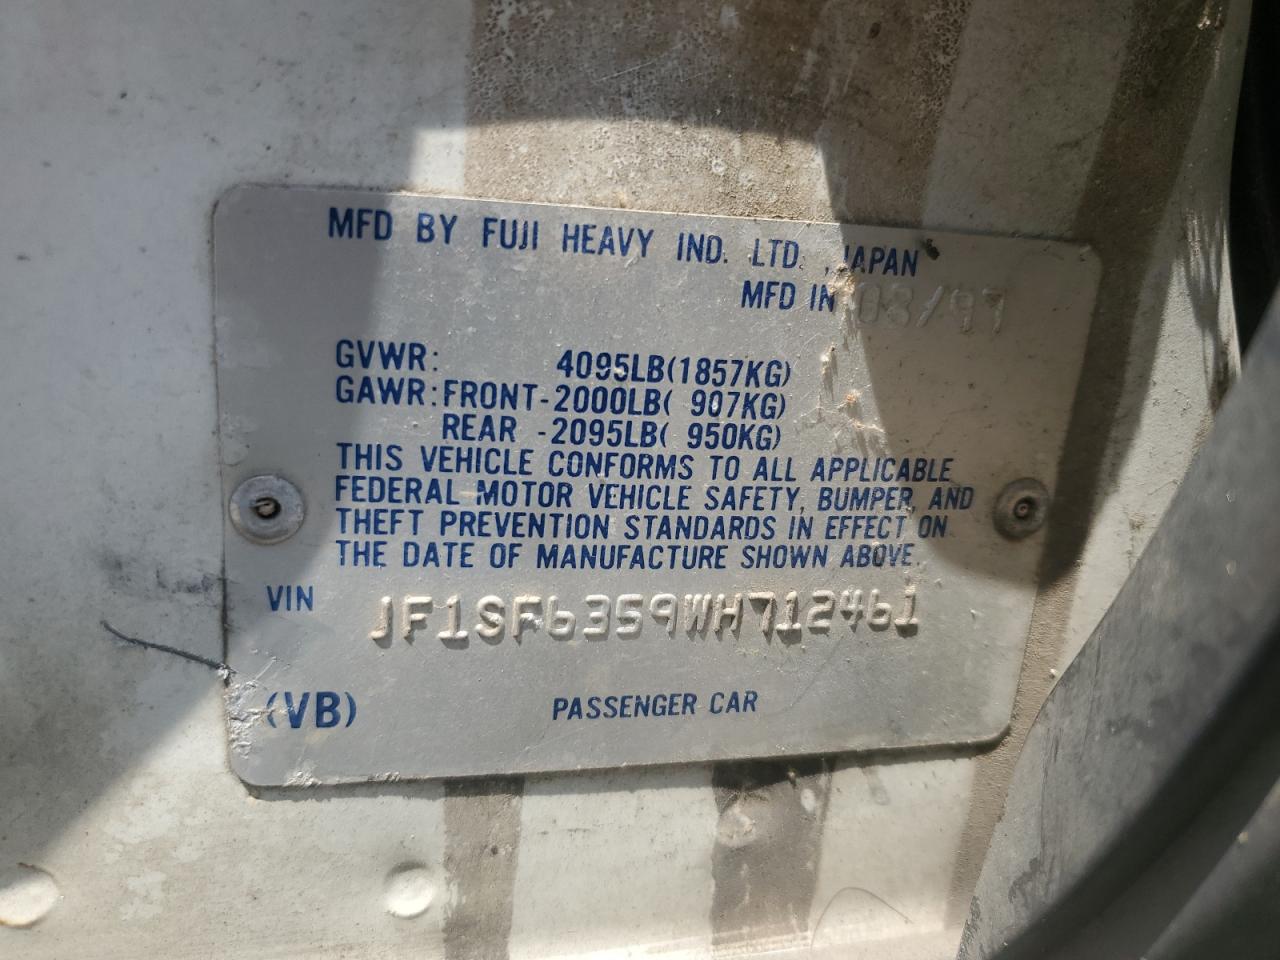 MFD BY FUJI HEAVY IND. LTD. , JAPAN
MFD IN 03/97
GVWR: 4095LB(1857KG)
GAWR:FRONT-2000LB( 907KG)
REAR -2095LB( 950KG)
THIS VEHICLE CONFORMS TO ALL APPLICABLE
FEDERAL MOTOR VEHICLE SAFETY, BUMPER, AND
THEFT PREVENTION STANDARDS IN EFFECT ON
THE DATE OF MANUFACTURE SHOWN ABOVE.
VIN JF1SF6359WH712461
(VB) PASSENGER CAR